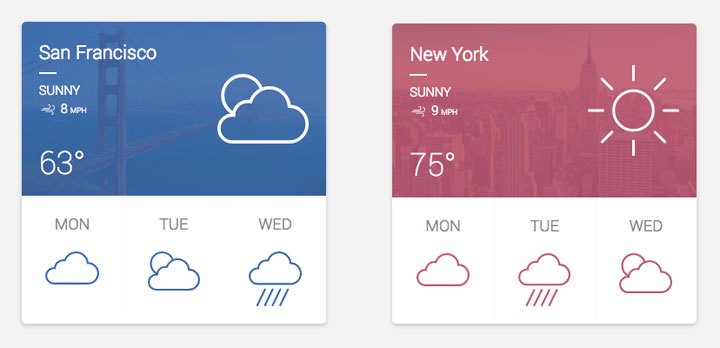 San Francisco
SUNNY
8 MPH
63°
MON TUE WED
New York
SUNNY
9 MPH
75°
MON TUE WED